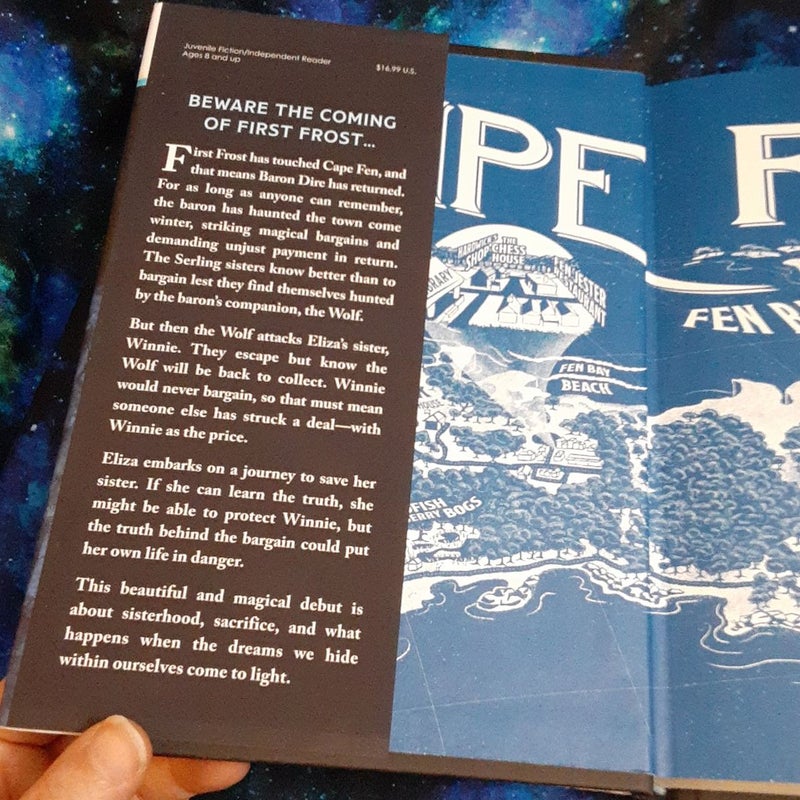 Juvenile Fiction/Independent Reader
Ages 8 and up
$16.99 U.S.
BEWARE THE COMING
OF FIRST FROST...
First Frost has touched Cape Fen, and
that means Baron Dire has returned.
For as long as anyone can remember,
the baron has haunted the town come
winter, striking magical bargains and
demanding unjust payment in return.
The Serling sisters know better than to
bargain lest they find themselves hunted
by the baron's companion, the Wolf.
But then the Wolf attacks Eliza's sister,
Winnie. They escape but know the
Wolf will be back to collect. Winnie
would never bargain, so that must mean
someone else has struck a deal—with
Winnie as the price.
Eliza embarks on a journey to save her
sister. If she can learn the truth, she
might be able to protect Winnie, but
the truth behind the bargain could put
her own life in danger.
This beautiful and magical debut is
about sisterhood, sacrifice, and what
happens when the dreams we hide
within ourselves come to light.
PE
F
SHOP
THE
CHESS
HOUSE
RESTAURANT
FEN BAY
BEACH
FEN
FISH
BOGS